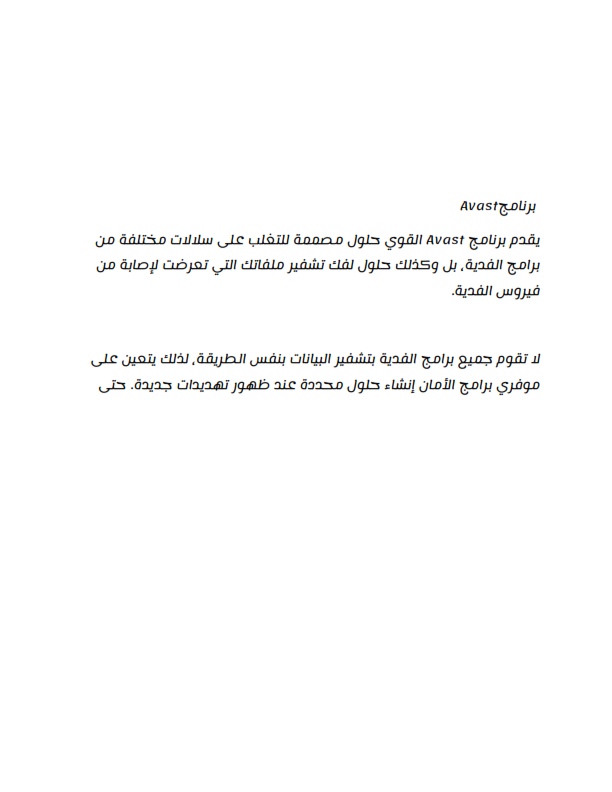 برنامجAvast
يقدم برنامج Avast القوي حلول مصممة للتغلب على سلالات مختلفة من
برامج الفدية، بل وكذلك حلول لفك تشفير ملفاتك التي تعرضت لإصابة من
فيروس الفدية.
لا تقوم جميع برامج الفدية بتشفير البيانات بنفس الطريقة، لذلك يتعين على
موفري برامج الأمان إنشاء حلول محددة عند ظهور تهديدات جديدة. حتى